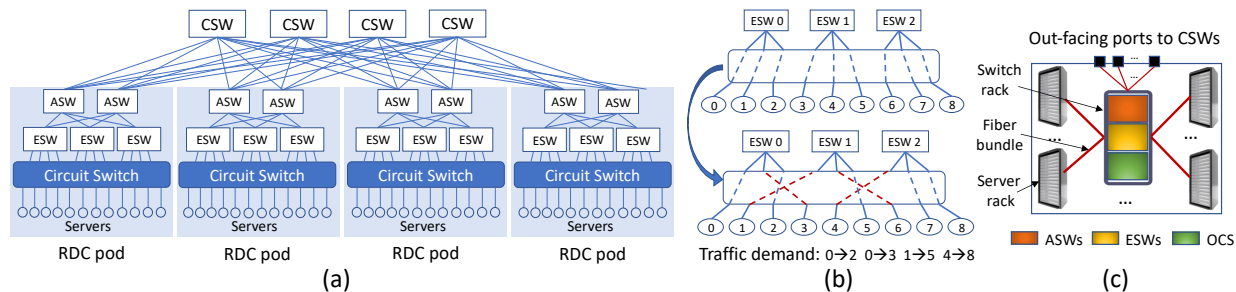 CSW CSW CSW CSW
ASW ASW ASW ASW ASW ASW ASW ASW
ESW ESW ESW ESW ESW ESW ESW ESW ESW ESW ESW ESW
Circuit Switch Circuit Switch Circuit Switch Circuit Switch
Servers Servers Servers Servers
RDC pod RDC pod RDC pod RDC pod
(a)
ESW 0 ESW 1 ESW 2
0 1 2 3 4 5 6 7 8
ESW 0 ESW 1 ESW 2
0 1 2 3 4 5 6 7 8
Traffic demand: 0→2 0→3 1→5 4→8
(b)
Out-facing ports to CSWs
...
...
Switch
rack
Fiber
bundle
... ...
Server
rack
...
ASWs ESWs OCS
(c)